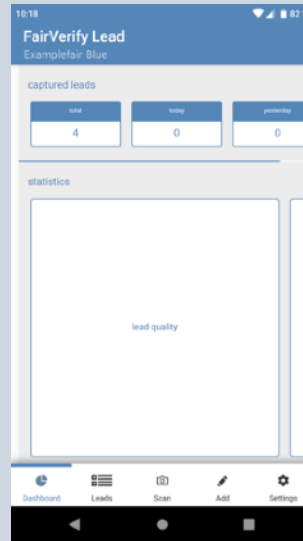 10:18
82
FairVerify Lead
Examplefair Blue
captured leads
total
today
yesterday
4
0
0
statistics
lead quality
Dashboard
Leads
Scan
Add
Settings